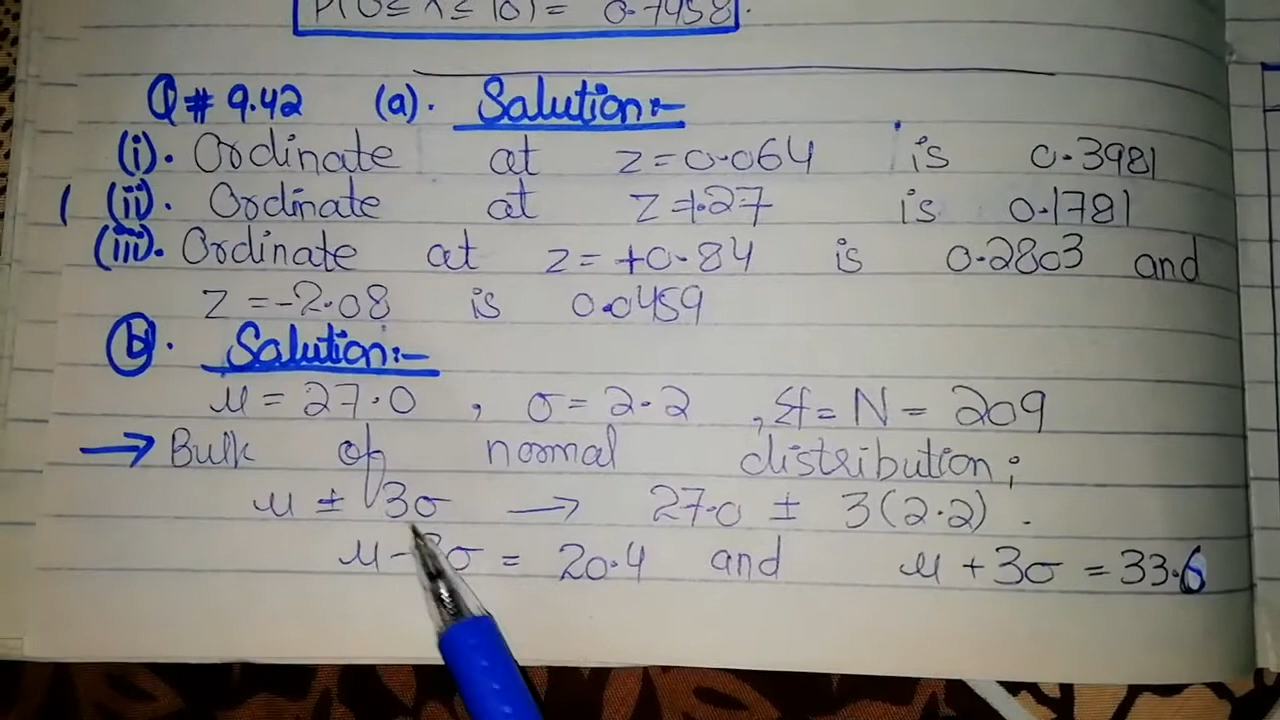 P(0 ≤ X ≤ 10) = 0.7458.
Q # 9.42 (a). Salution:-
(i). Ordinate at z=0.064 is 0.3981
(ii). Ordinate at z=1.27 is 0.1781
(iii). Ordinate at z=+0.84 is 0.2803 and
z=-2.08 is 0.0459
(b). Salution:-
μ = 27.0 , σ = 2.2 , Σf = N = 209
→ Bulk of normal distribution;
μ ± 3σ → 27.0 ± 3(2.2) .
μ - 3σ = 20.4 and μ + 3σ = 33.6